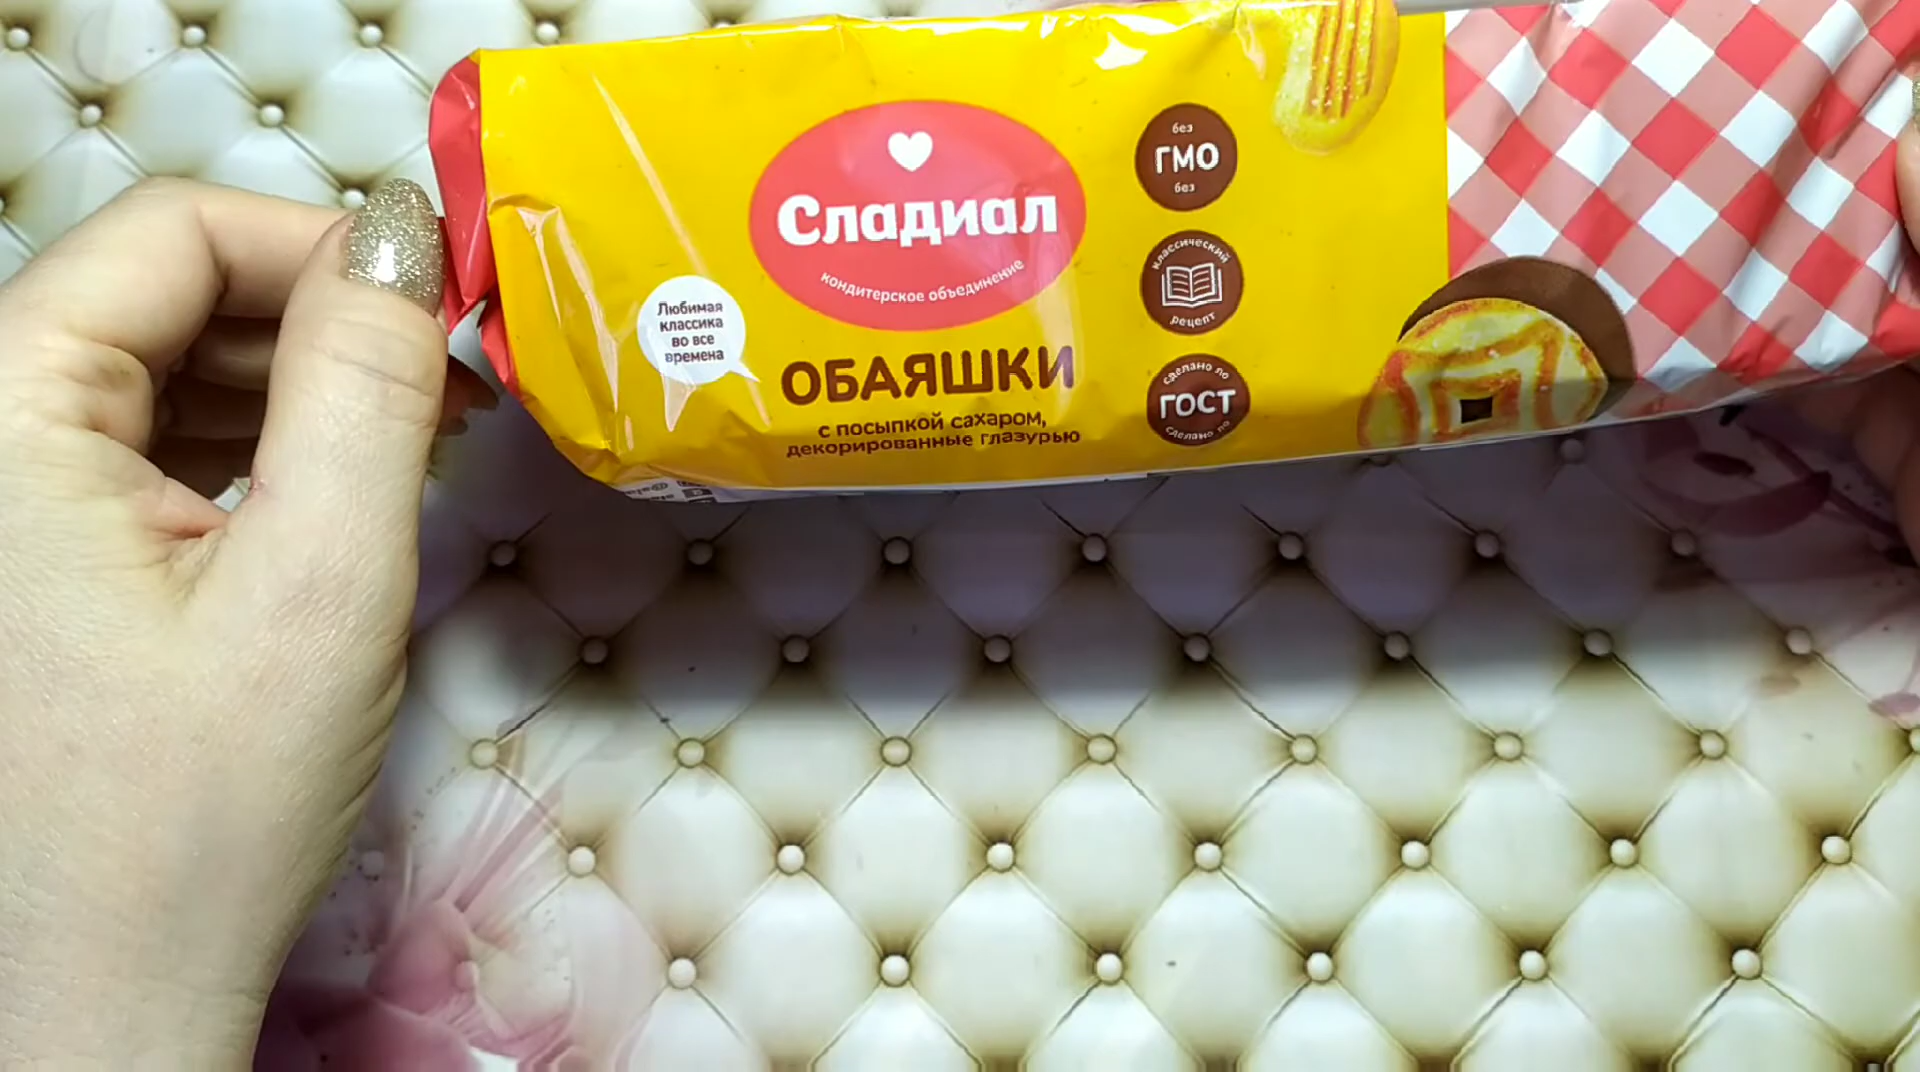 Сладиал
кондитерское объединение
Любимая
классика
во все
времена
ОБАЯШКИ
с посыпкой сахаром,
декорированные глазурью
без
ГМО
без
классический
рецепт
сделано по
ГОСТ
сделано по